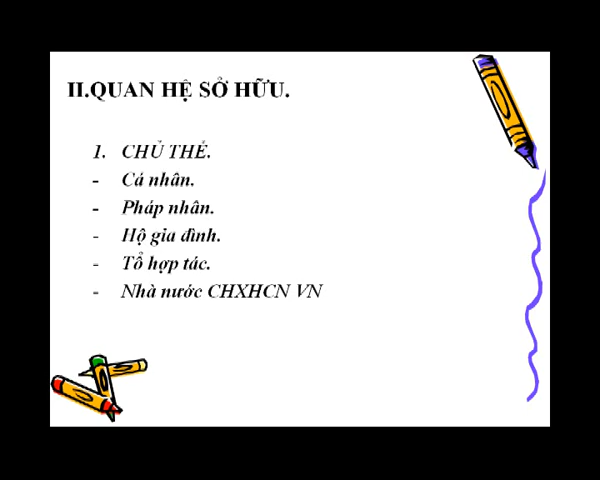 II.QUAN HỆ SỞ HỮU.
1. CHỦ THỂ.
- Cá nhân.
- Pháp nhân.
- Hộ gia đình.
- Tổ hợp tác.
- Nhà nước CHXHCN VN